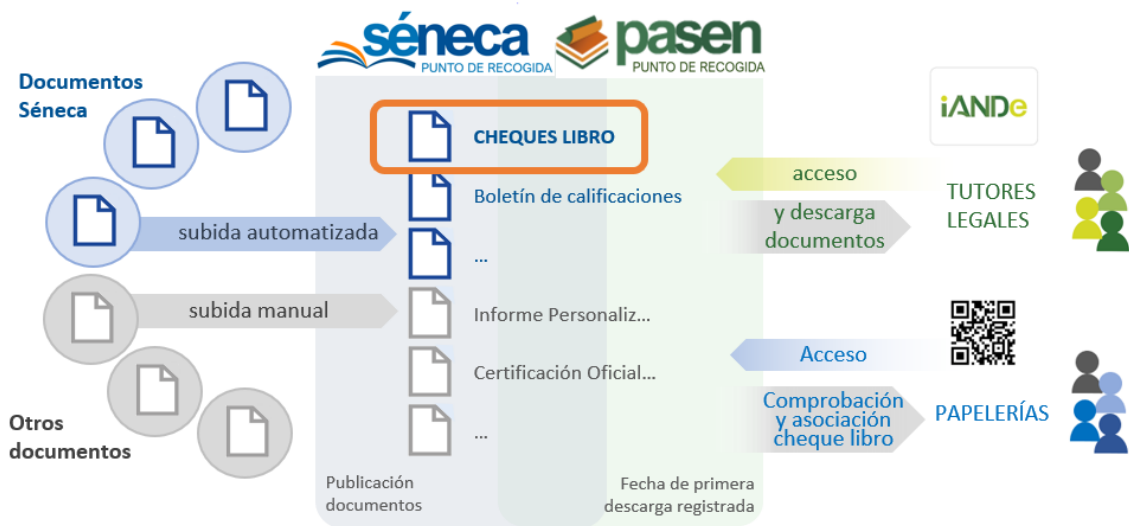 séneca
PUNTO DE RECOGIDA
pasen
PUNTO DE RECOGIDA
Documentos
Séneca
iANDe
CHEQUES LIBRO
Boletín de calificaciones
...
Informe Personaliz...
Certificación Oficial...
...
subida automatizada
subida manual
Otros
documentos
acceso
y descarga
documentos
TUTORES
LEGALES
Acceso
Comprobación
y asociación
cheque libro
PAPELERÍAS
Publicación
documentos
Fecha de primera
descarga registrada